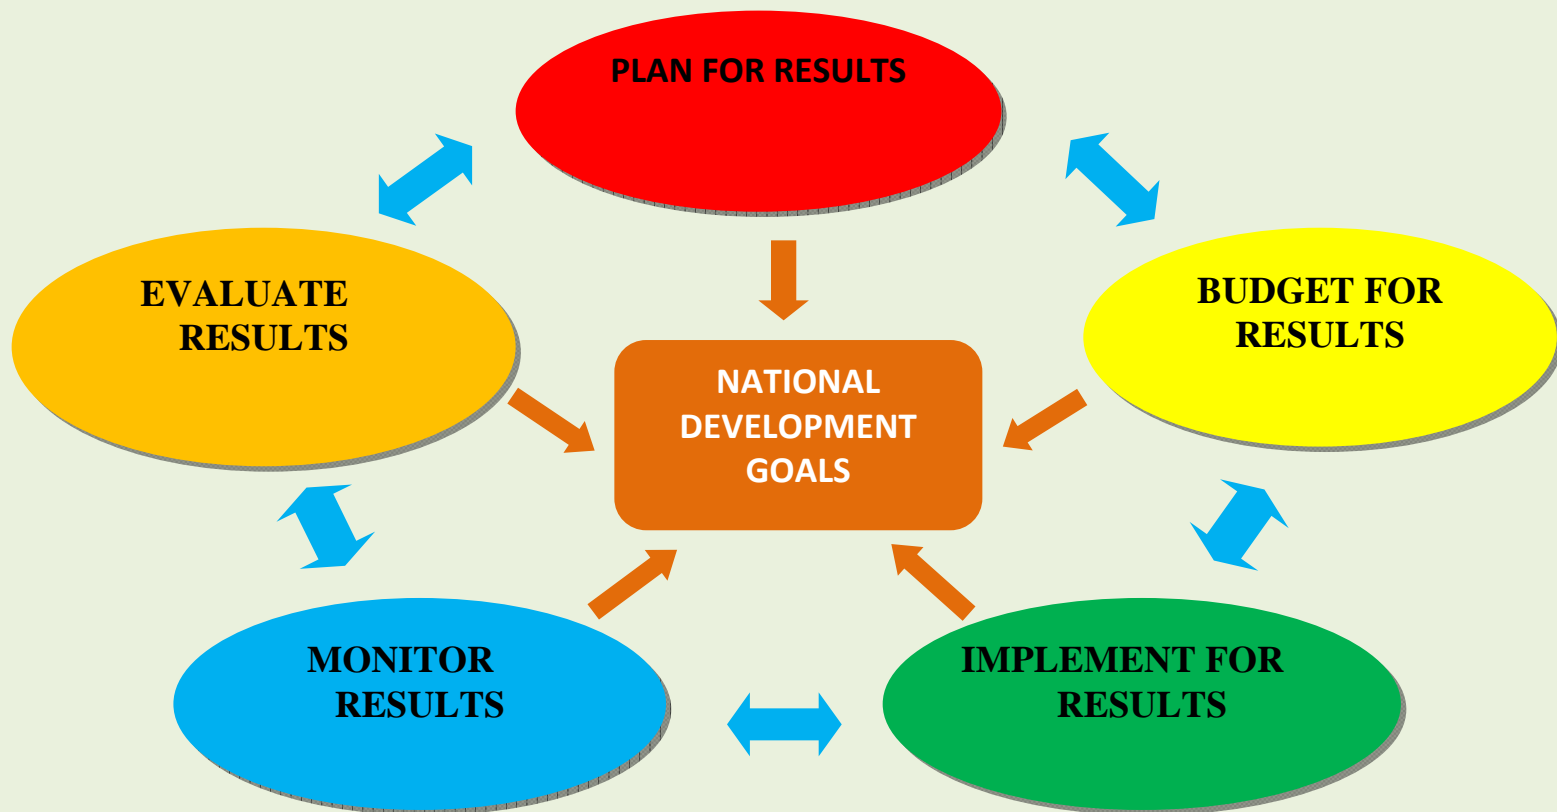 PLAN FOR RESULTS
EVALUATE
RESULTS
BUDGET FOR
RESULTS
NATIONAL
DEVELOPMENT
GOALS
MONITOR
RESULTS
IMPLEMENT FOR
RESULTS